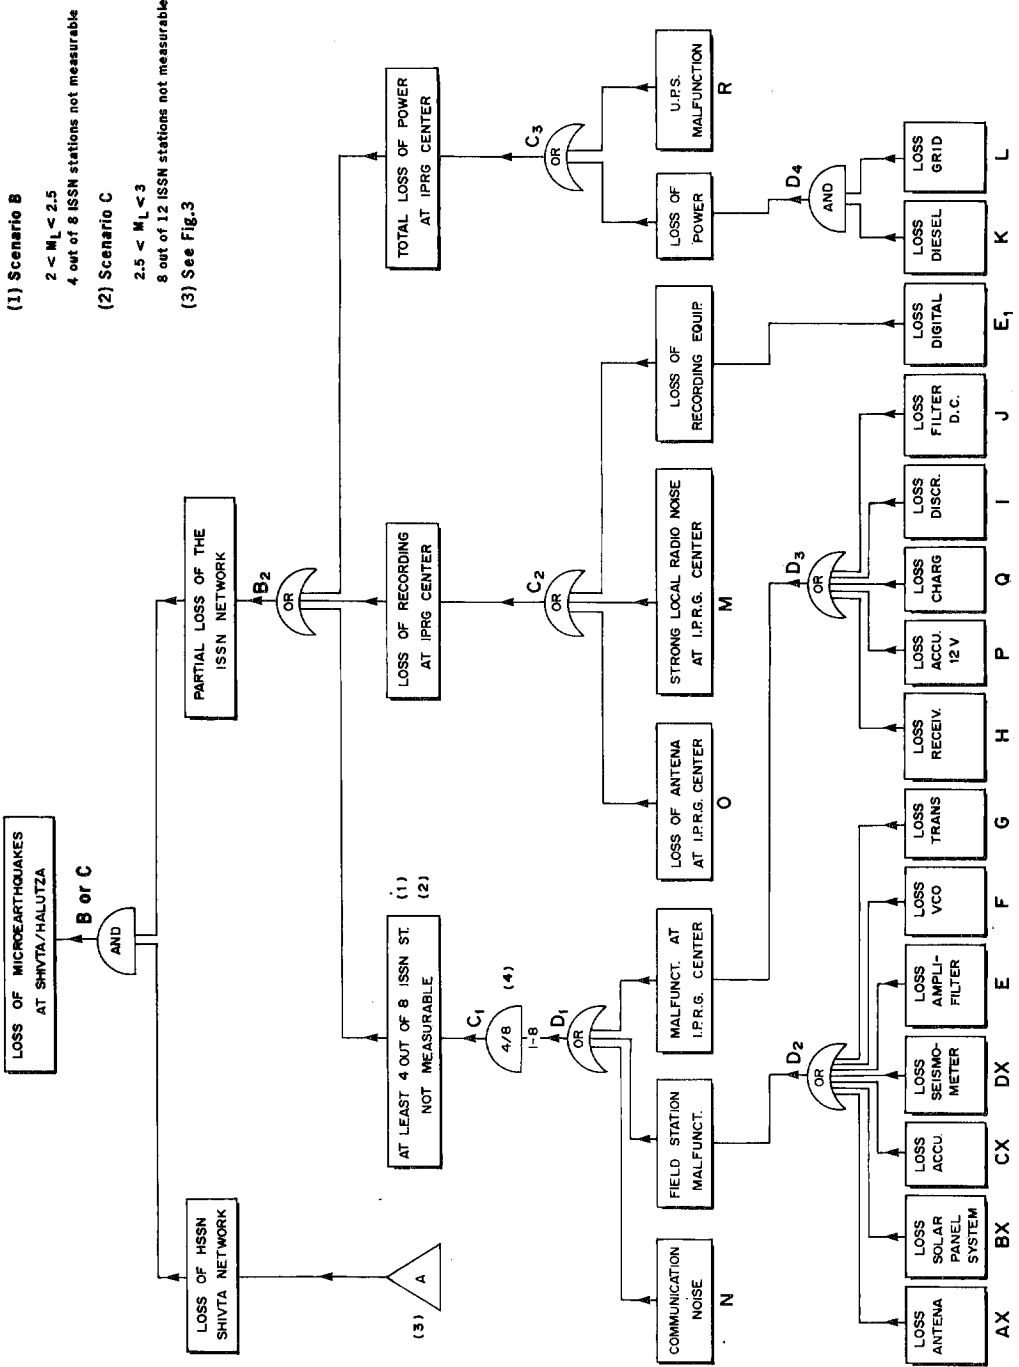 LOSS OF MICROEARTHQUAKES
AT SHIVTA/HALUTZA
B or C
AND
(1) Scenario B
2 < ML < 2.5
4 out of 8 ISSN stations not measurable
(2) Scenario C
2.5 < ML < 3
8 out of 12 ISSN stations not measurable
(3) See Fig.3
LOSS OF HSSN
SHIVTA NETWORK
PARTIAL LOSS OF THE
ISSN NETWORK
B2
OR
(3)
A
AT LEAST 4 OUT OF 8 ISSN ST.
NOT MEASURABLE
(1)
(2)
LOSS OF RECORDING
AT IPRG CENTER
TOTAL LOSS OF POWER
AT IPRG CENTER
C1
4/8
(4)
1-8
D1
OR
C2
OR
C3
OR
COMMUNICATION
NOISE
N
FIELD STATION
MALFUNCT.
MALFUNCT. AT
I.P.R.G. CENTER
LOSS OF ANTENA
AT I.P.R.G. CENTER
O
STRONG LOCAL RADIO NOISE
AT I.P.R.G. CENTER
M
LOSS OF
RECORDING EQUIP.
LOSS OF
POWER
U.P.S.
MALFUNCTION
R
D2
OR
D3
OR
D4
AND
LOSS
ANTENA
AX
LOSS
SOLAR
PANEL
SYSTEM
BX
LOSS
ACCU.
CX
LOSS
SEISMO-
METER
DX
LOSS
AMPLI-
FILTER
E
LOSS
VCO
F
LOSS
TRANS
G
LOSS
RECEIV.
H
LOSS
ACCU.
12 V
P
LOSS
CHARG
Q
LOSS
DISCR.
I
LOSS
FILTER
D.C.
J
LOSS
DIGITAL
E1
LOSS
DIESEL
K
LOSS
GRID
L